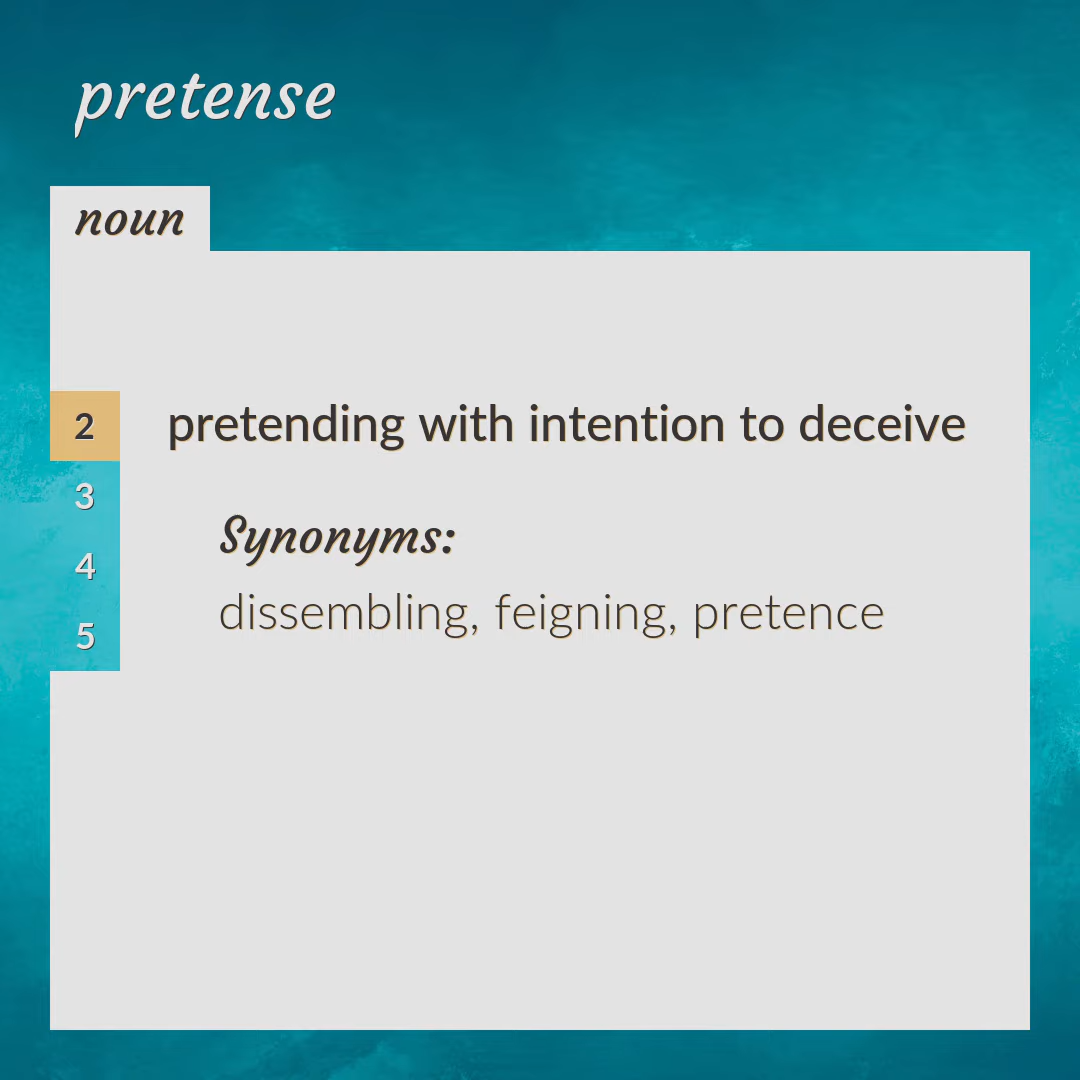 pretense
noun
2 pretending with intention to deceive
3
Synonyms:
4
dissembling, feigning, pretence
5